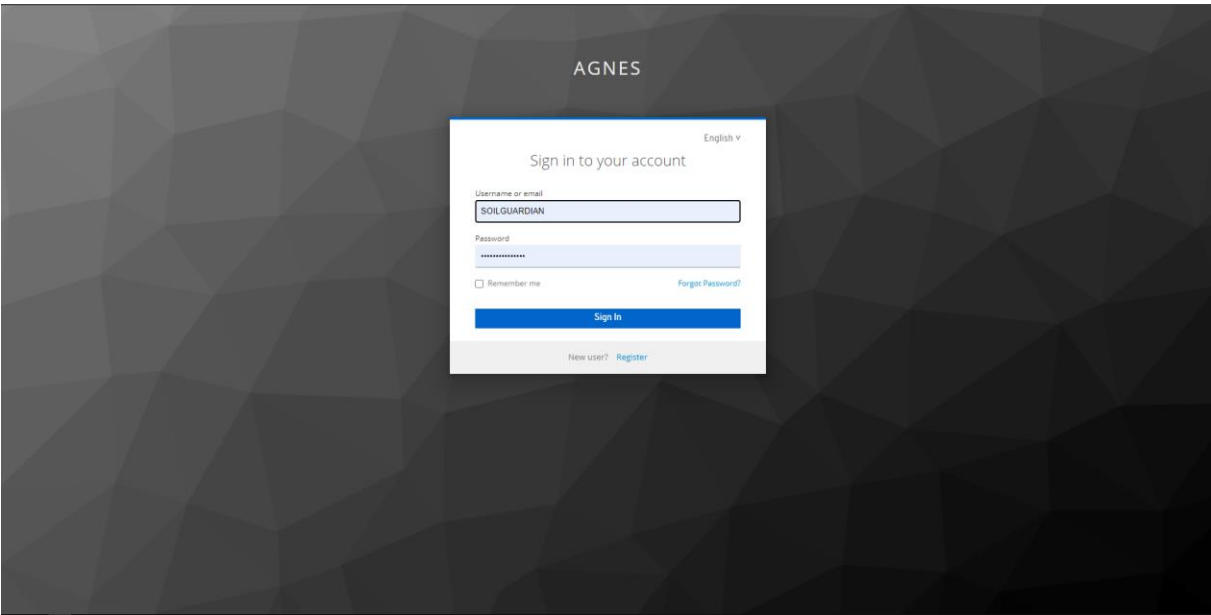 AGNES
English
Sign in to your account
Username or email
SOILGUARDIAN
Password
•••••••••••••••
Remember me
Forgot Password?
Sign In
New user? Register